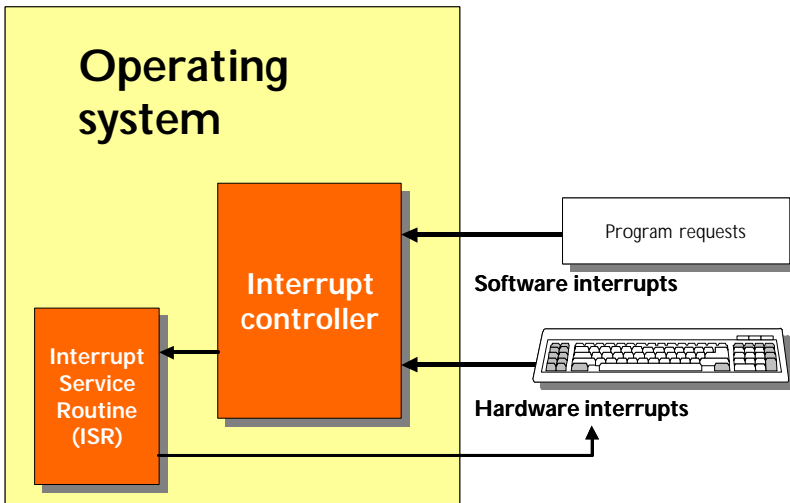 Operating
system
Interrupt
controller
Program requests
Software interrupts
Interrupt
Service
Routine
(ISR)
Hardware interrupts